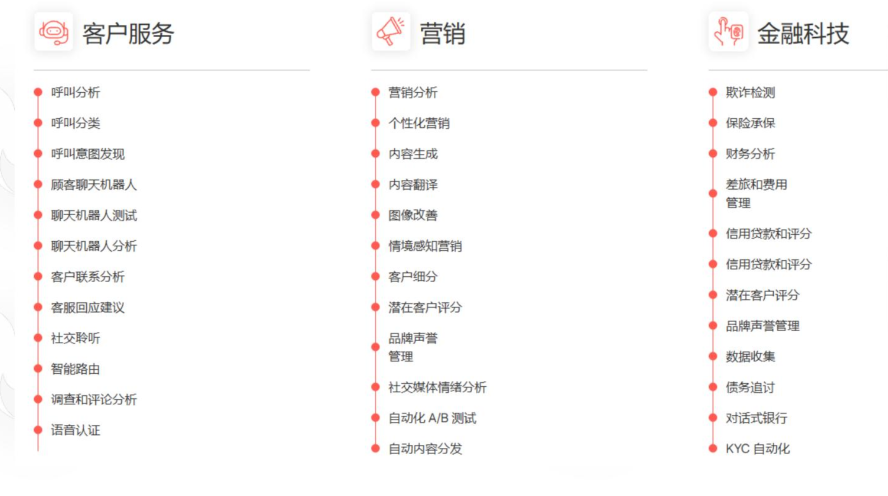 客户服务
呼叫分析
呼叫分类
呼叫意图发现
顾客聊天机器人
聊天机器人测试
聊天机器人分析
客户联系分析
客服回应建议
社交聆听
智能路由
调查和评论分析
语音认证
营销
营销分析
个性化营销
内容生成
内容翻译
图像改善
情境感知营销
客户细分
潜在客户评分
品牌声誉
管理
社交媒体情绪分析
自动化 A/B 测试
自动内容分发
金融科技
欺诈检测
保险承保
财务分析
差旅和费用
管理
信用贷款和评分
信用贷款和评分
潜在客户评分
品牌声誉管理
数据收集
债务追讨
对话式银行
KYC 自动化